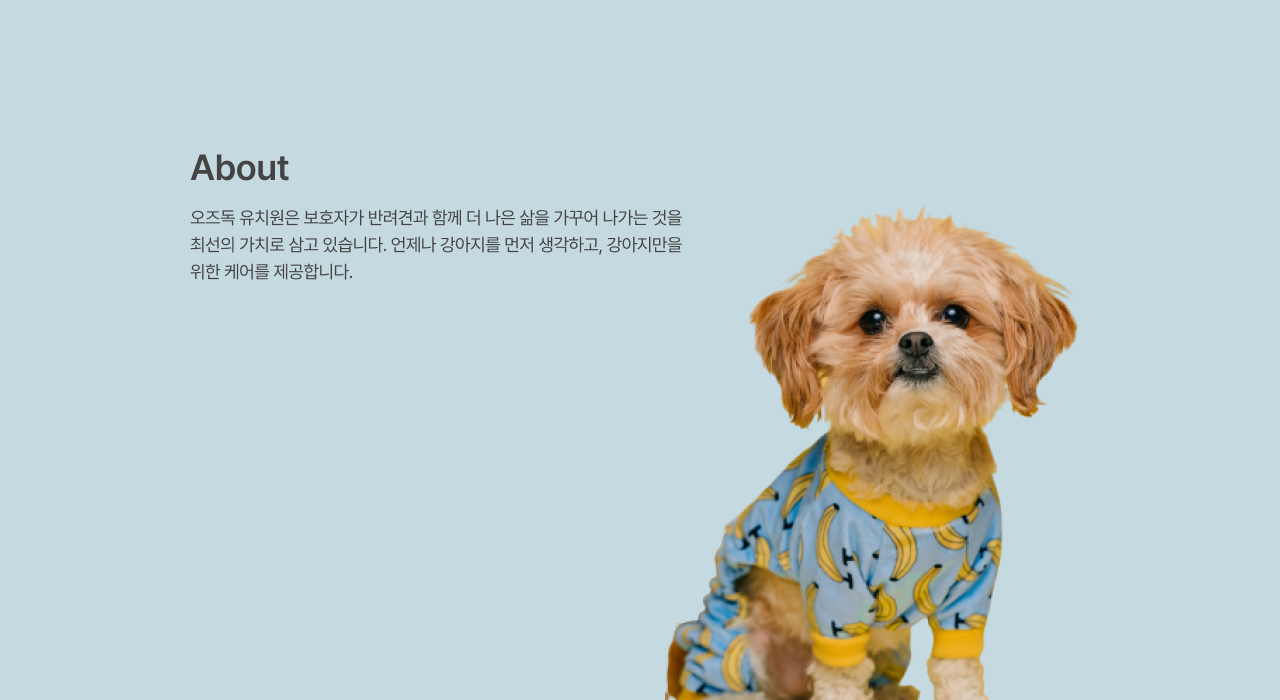 About
오즈독 유치원은 보호자가 반려견과 함께 더 나은 삶을 가꾸어 나가는 것을
최선의 가치로 삼고 있습니다. 언제나 강아지를 먼저 생각하고, 강아지만을
위한 케어를 제공합니다.